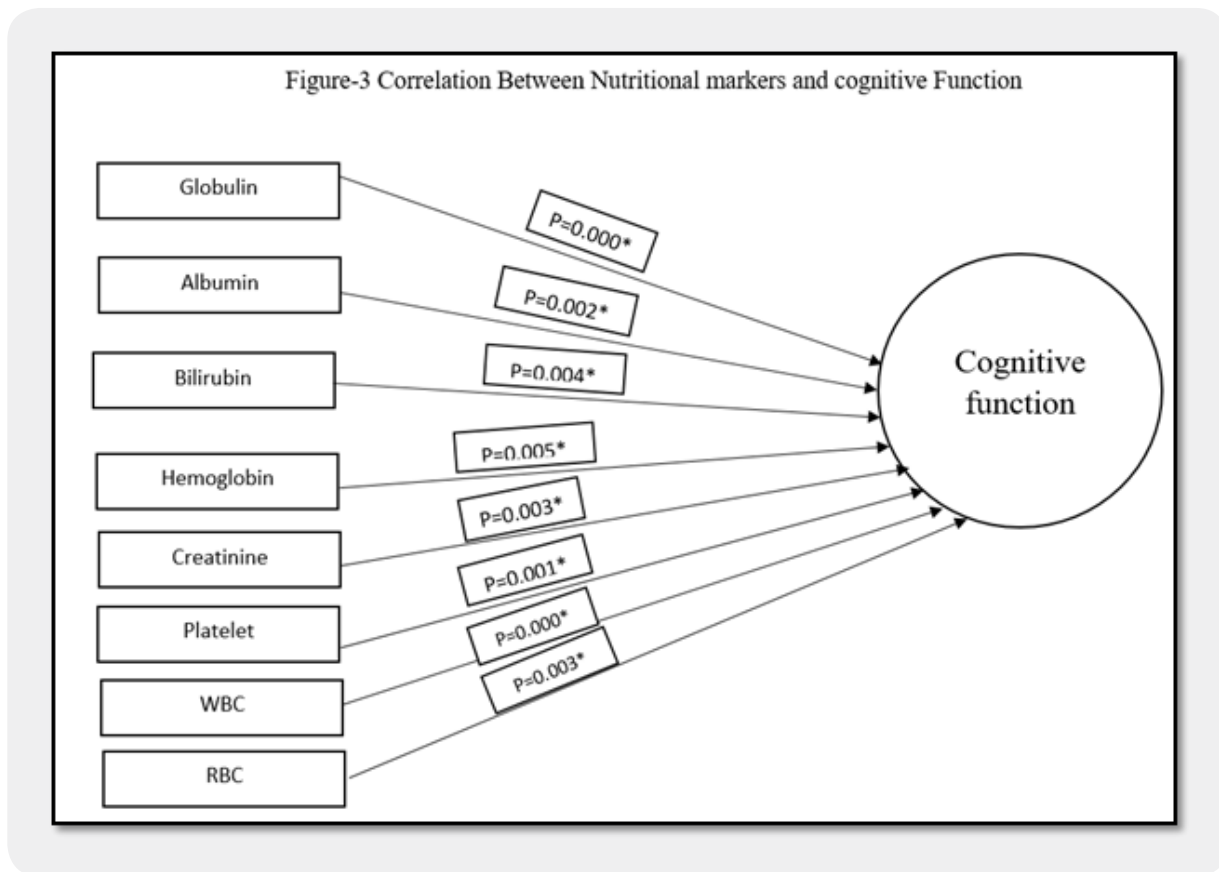 Figure-3 Correlation Between Nutritional markers and cognitive Function
Globulin
P=0.000*
Albumin
P=0.002*
Bilirubin
P=0.004*
Hemoglobin
P=0.005*
Creatinine
P=0.003*
Platelet
P=0.001*
WBC
P=0.000*
RBC
P=0.003*
Cognitive
function